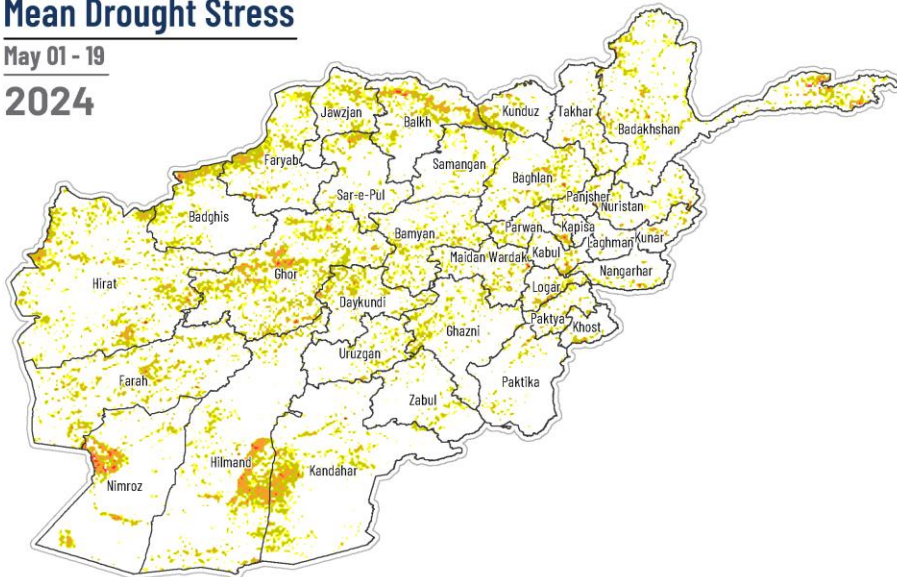 Mean Drought Stress
May 01 - 19
2024
Jawzjan
Balkh
Kunduz
Takhar
Badakhshan
Faryab
Samangan
Baghlan
Sar-e-Pul
Panjsher
Nuristan
Badghis
Bamyan
Parwan
Kapisa
Laghman
Kunar
Hirat
Ghor
Maidan Wardak
Kabul
Nangarhar
Daykundi
Logar
Ghazni
Paktya
Khost
Uruzgan
Farah
Paktika
Zabul
Hilmand
Kandahar
Nimroz